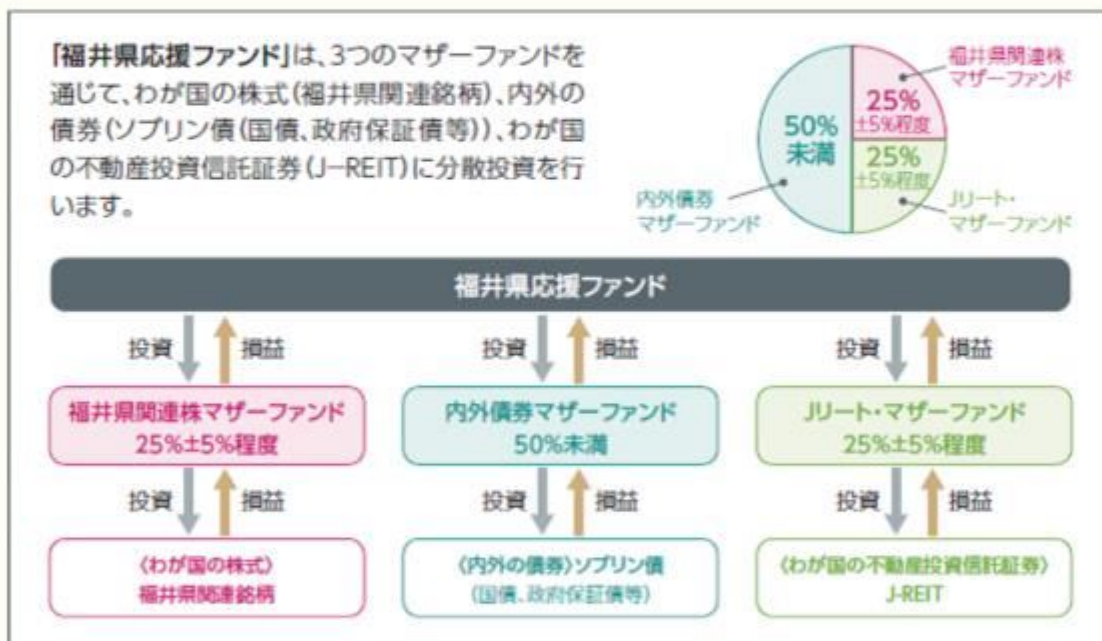 「福井県応援ファンド」は、3つのマザーファンドを
通じて、わが国の株式(福井県関連銘柄)、内外の
債券(ソブリン債(国債、政府保証債等))、わが国
の不動産投資信託証券(J−REIT)に分散投資を行
います。
福井県関連株
マザーファンド
25%
±5%程度
50%
未満
25%
±5%程度
内外債券
マザーファンド
Jリート・
マザーファンド
福井県応援ファンド
投資 損益 投資 損益 投資 損益
福井県関連株マザーファンド
25%±5%程度
内外債券マザーファンド
50%未満
Jリート・マザーファンド
25%±5%程度
投資 損益 投資 損益 投資 損益
〈わが国の株式〉
福井県関連銘柄
〈内外の債券〉ソブリン債
(国債、政府保証債等)
〈わが国の不動産投資信託証券〉
J-REIT